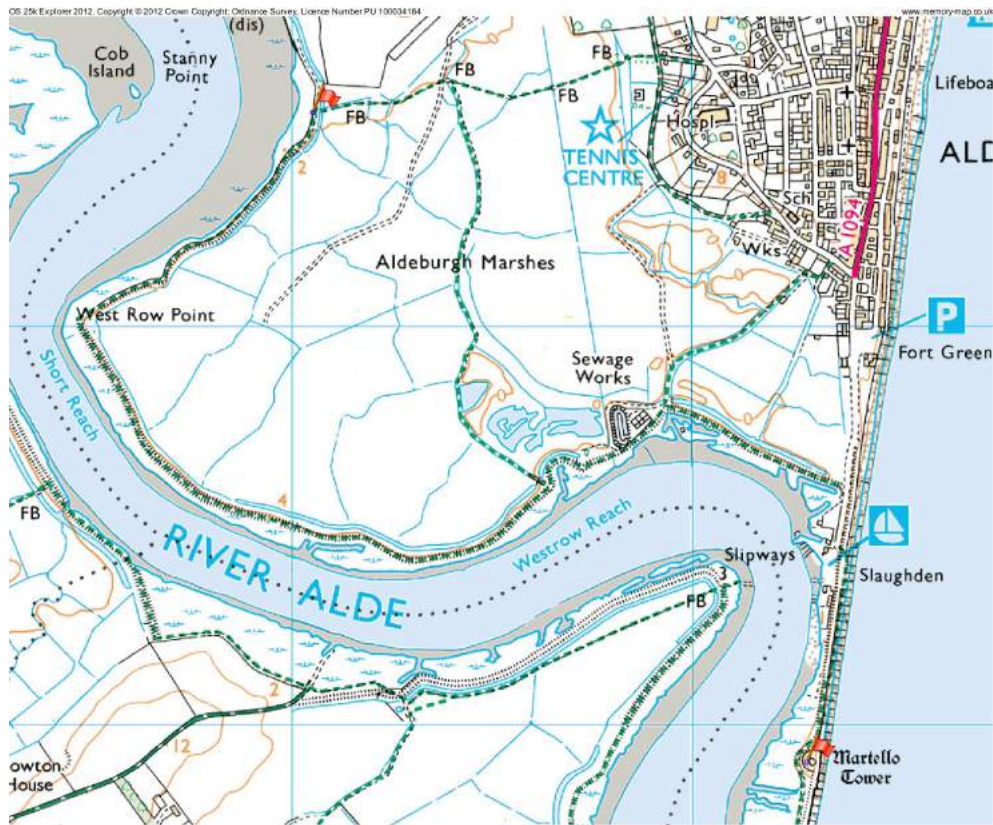 OS 25k Explorer 2012. Copyright © 2012 Crown Copyright; Ordnance Survey, Licence Number PU 100034184
www.memory-map.co.uk
(dis)
Cob
Island
Stanny
Point
FB
FB
FB
2
Hospl
TENNIS
CENTRE
8
Sch
Wks
A 1094
Lifeboa
ALD
Aldeburgh Marshes
West Row Point
P
Fort Green
Sewage
Works
Short Reach
4
FB
RIVER ALDE
Westrow Reach
Slipways
Slaughden
3
FB
2
12
owton
House
Martello
Tower